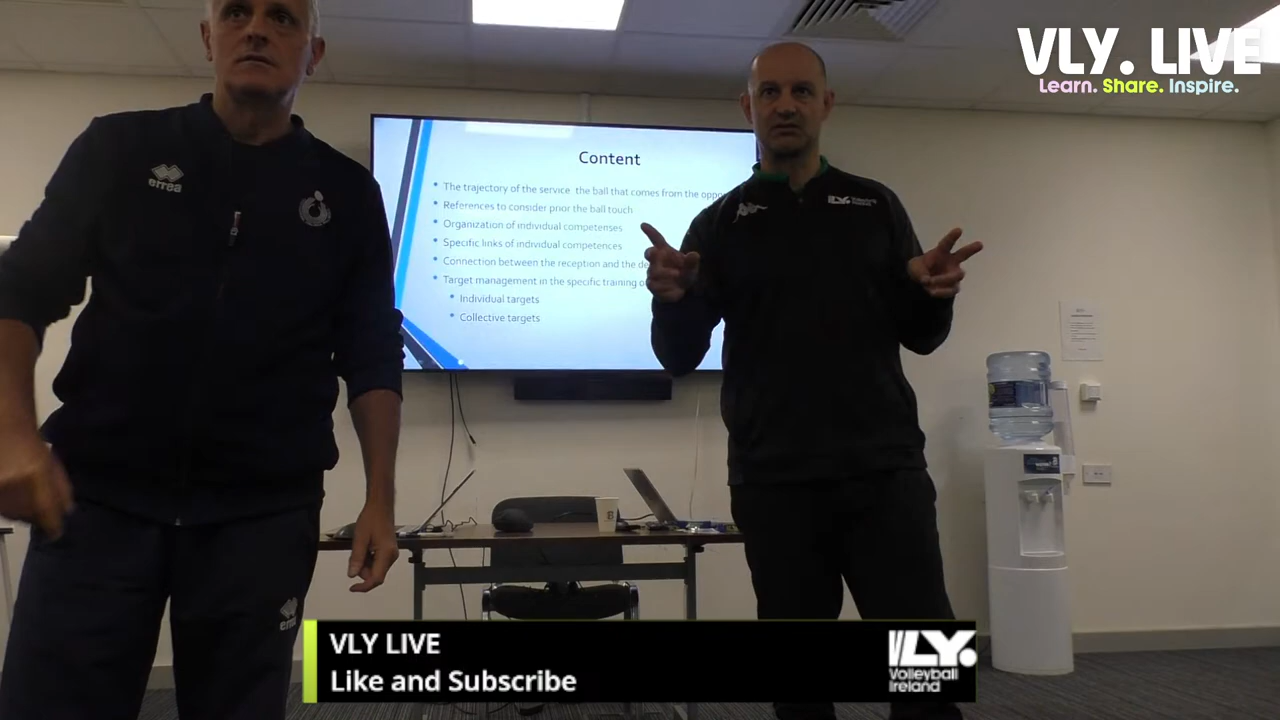 VLY. LIVE
Learn. Share. Inspire.
Content
The trajectory of the service the ball that comes from the oppo
References to consider prior the ball touch
Organization of individual competenses
Specific links of individual competences
Connection between the reception and the de
Target management in the specific training o
Individual targets
Collective targets
errea
VLY.
errea
VLY LIVE
Like and Subscribe
VLY.
Volleyball
Ireland